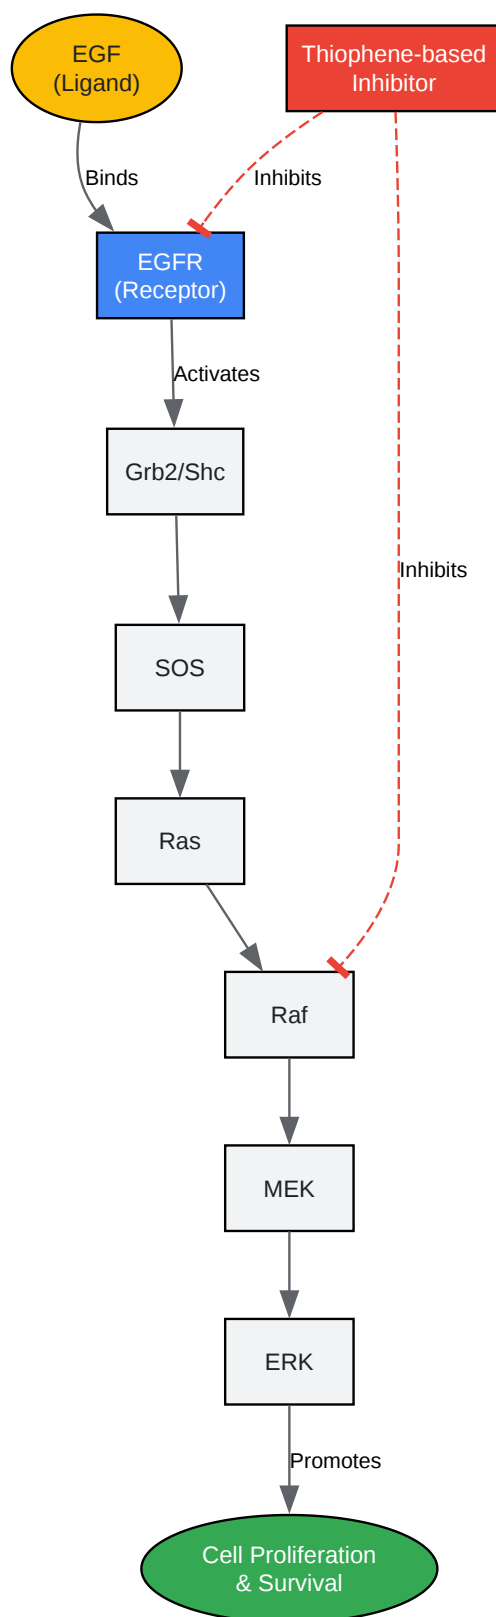 EGF
(Ligand)
Thiophene-based
Inhibitor
Binds
Inhibits
EGFR
(Receptor)
Activates
Grb2/Shc
Inhibits
SOS
Ras
Raf
MEK
ERK
Promotes
Cell Proliferation
& Survival